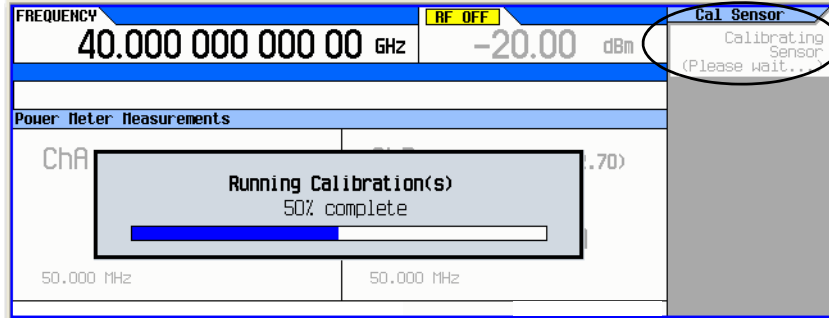 FREQUENCY
40.000 000 000 00 GHz
RF OFF
-20.00 dBm
Cal Sensor
Calibrating
Sensor
(Please wait...)
Power Meter Measurements
ChA
.70)
Running Calibration(s)
50% complete
50.000 MHz
50.000 MHz